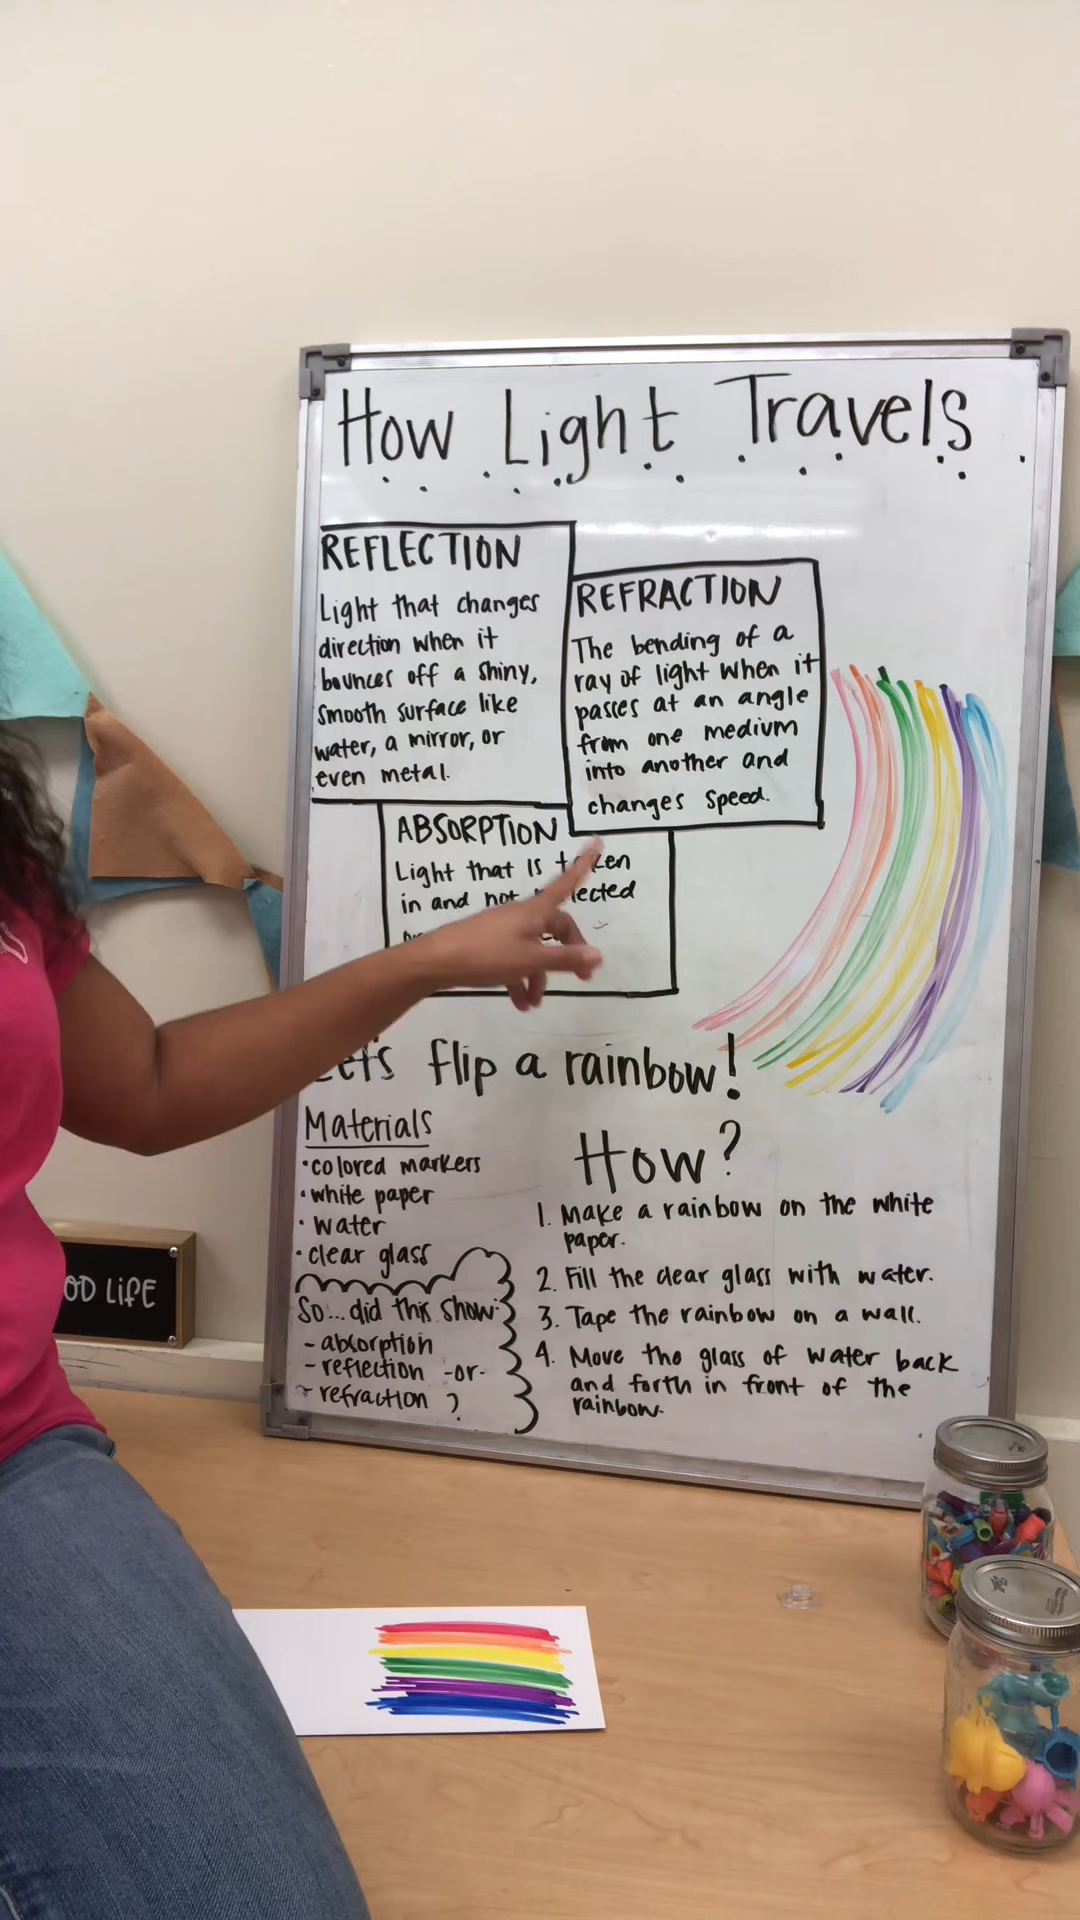 How Light Travels
REFLECTION
Light that changes
direction when it
bounces off a shiny,
smooth surface like
water, a mirror, or
even metal.
REFRACTION
The bending of a
ray of light when it
passes at an angle
from one medium
into another and
changes speed.
ABSORPTION
Light that is taken
in and not
Let's flip a rainbow!
Materials
• colored markers
• white paper
• water
• clear glass
So... did this show:
- absorption
- reflection -or-
- refraction ?
How?
1. Make a rainbow on the white
paper.
2. Fill the clear glass with water.
3. Tape the rainbow on a wall.
4. Move the glass of water back
and forth in front of the
rainbow.
LIFE